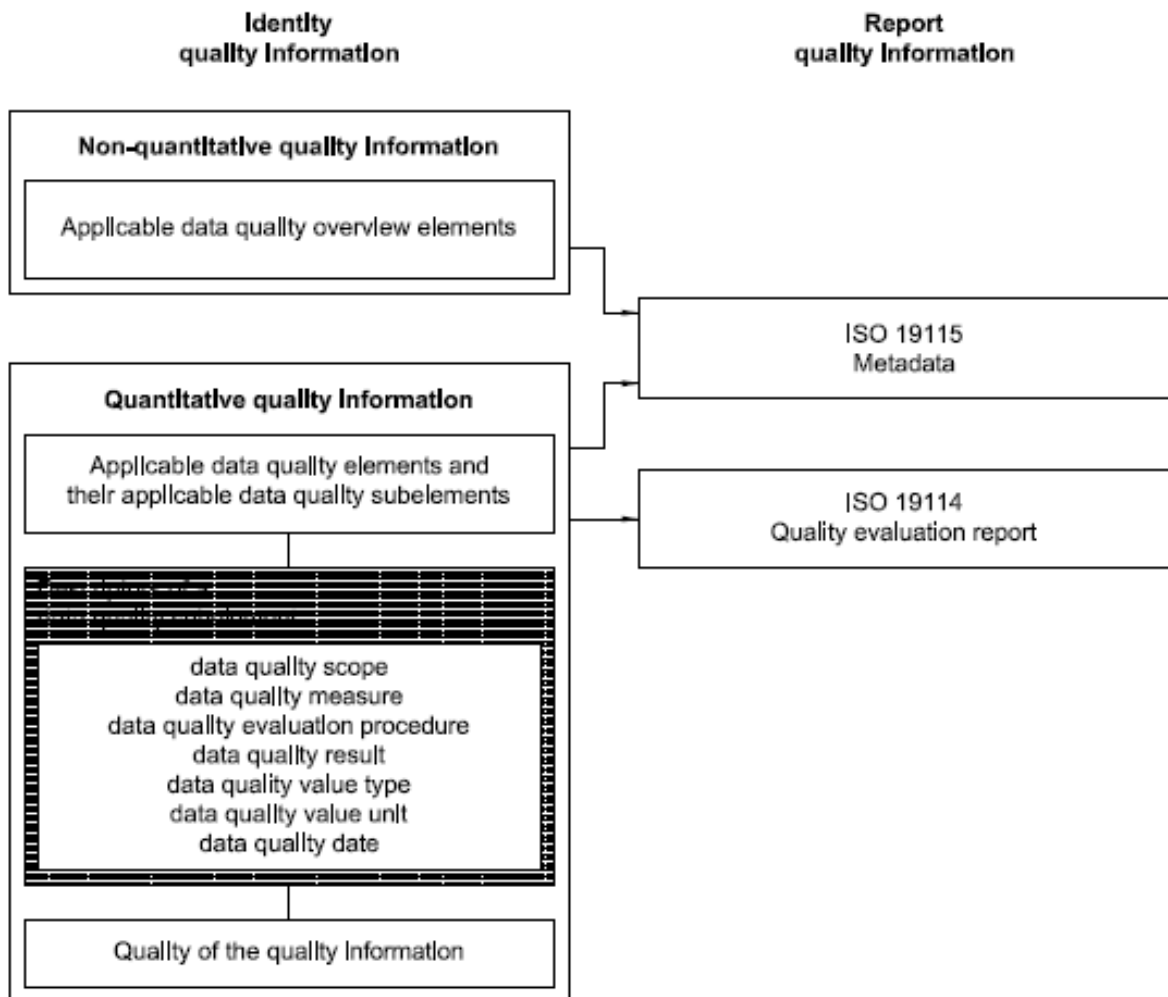 Identity
quality Information
Report
quality Information
Non-quantitative quality Information
Applicable data quality overview elements
ISO 19115
Metadata
Quantitative quality Information
Applicable data quality elements and
their applicable data quality subelements
ISO 19114
Quality evaluation report
data quality scope
data quality measure
data quality evaluation procedure
data quality result
data quality value type
data quality value unit
data quality date
Quality of the quality Information